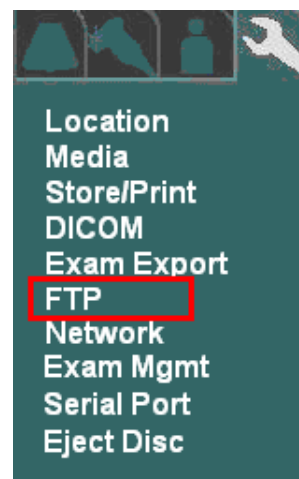 Location
Media
Store/Print
DICOM
Exam Export
FTP
Network
Exam Mgmt
Serial Port
Eject Disc